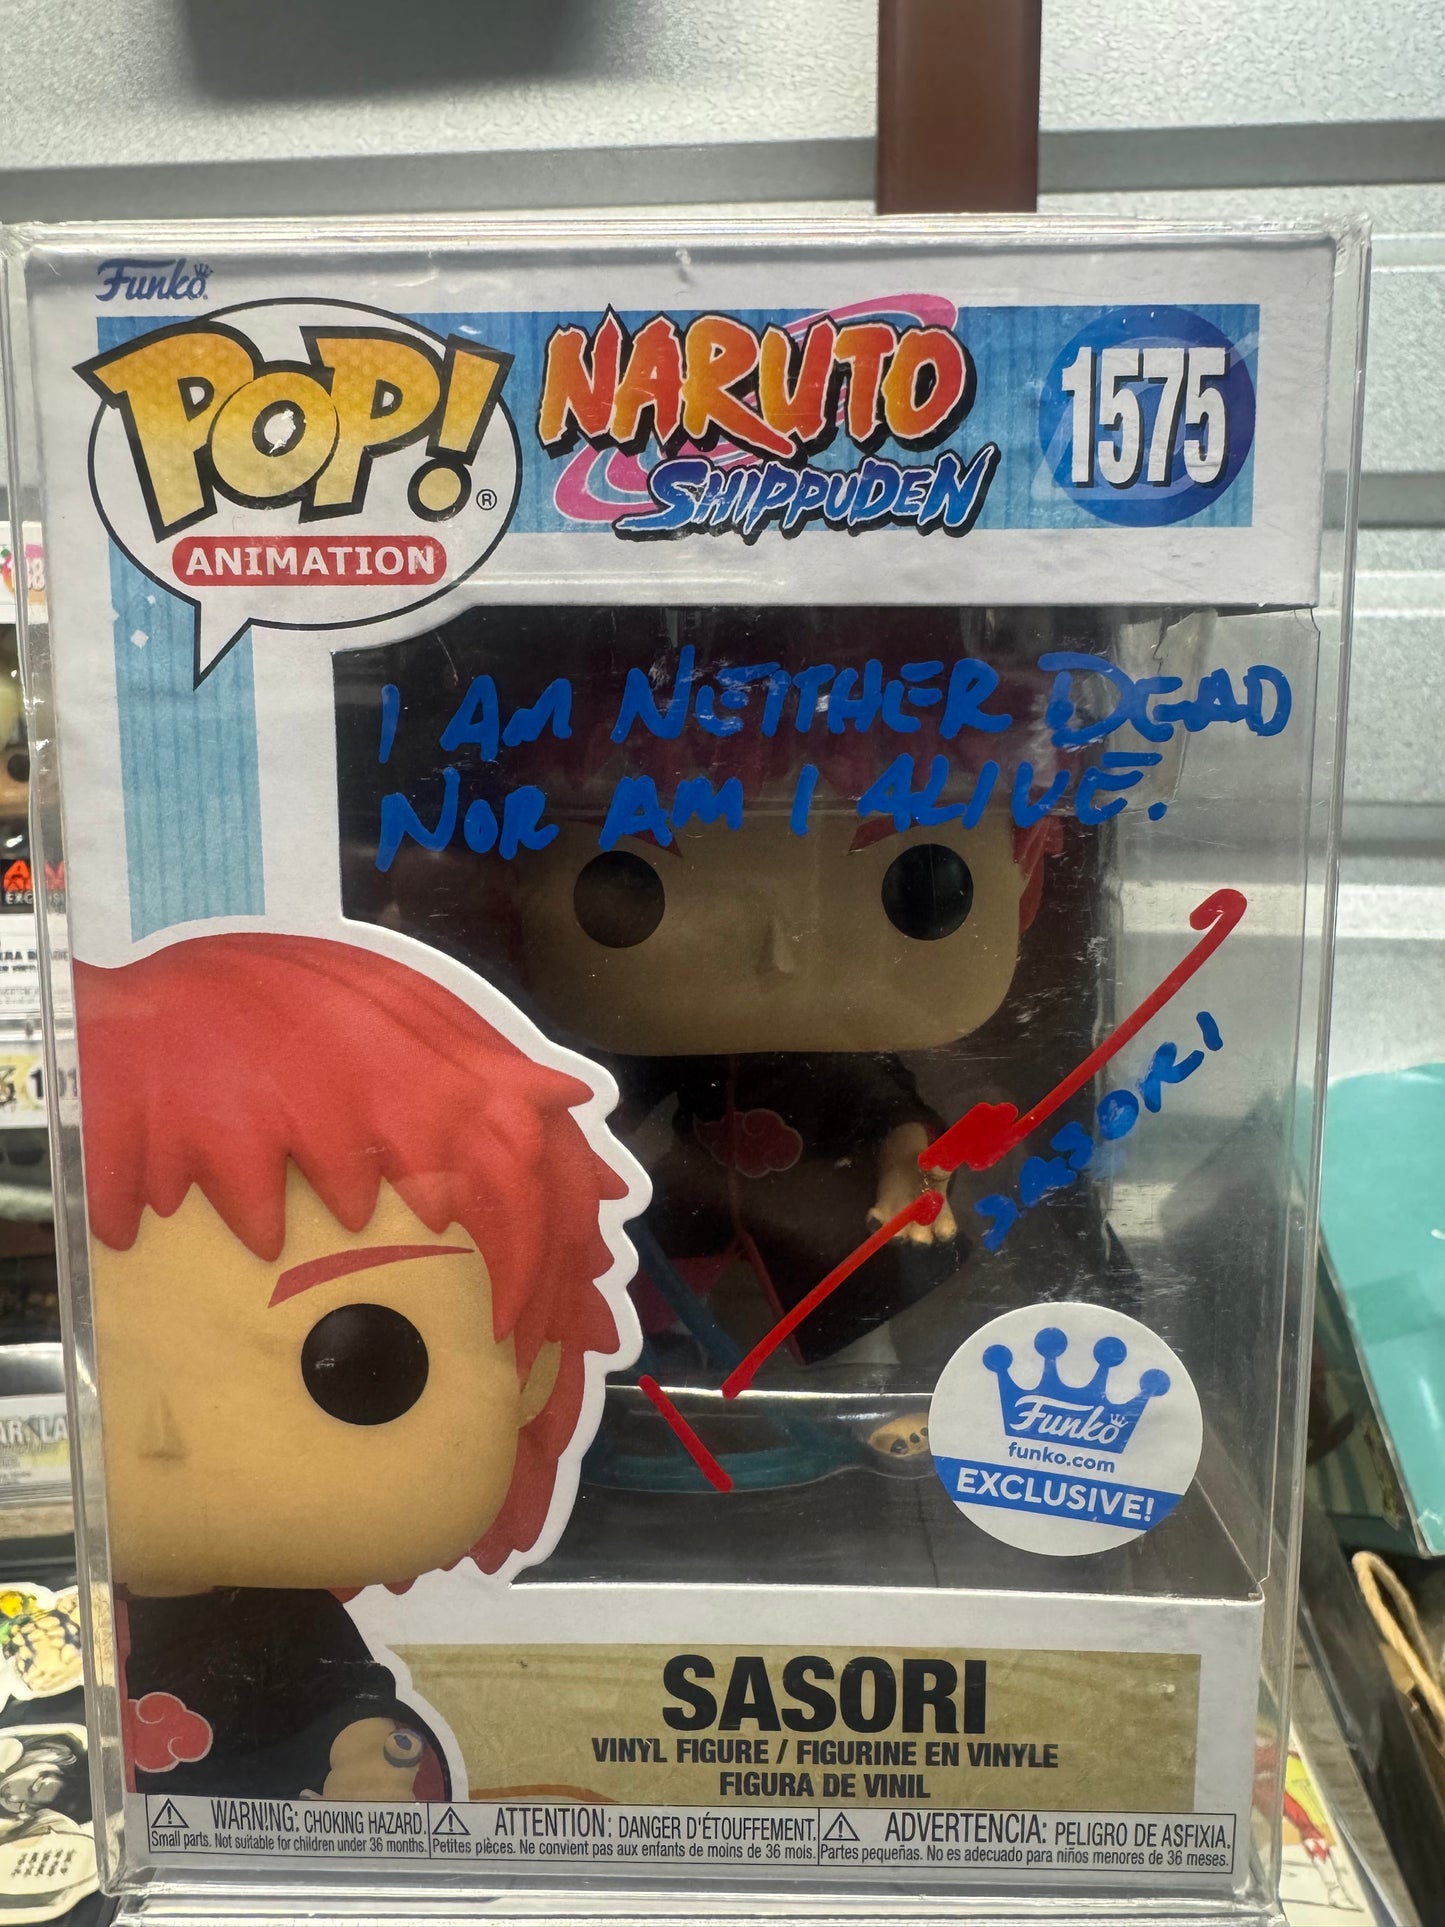 Funko
POP!®
ANIMATION
NARUTO
SHIPPUDEN
1575
I AM NEITHER DEAD
NOR AM I ALIVE.
SASORI
Funko
funko.com
EXCLUSIVE!
SASORI
VINYL FIGURE / FIGURINE EN VINYLE
FIGURA DE VINIL
WARNING: CHOKING HAZARD.
Small parts. Not suitable for children under 36 months.
ATTENTION: DANGER D'ÉTOUFFEMENT.
Petites pièces. Ne convient pas aux enfants de moins de 36 mois.
ADVERTENCIA: PELIGRO DE ASFIXIA.
Partes pequeñas. No es adecuado para niños menores de 36 meses.